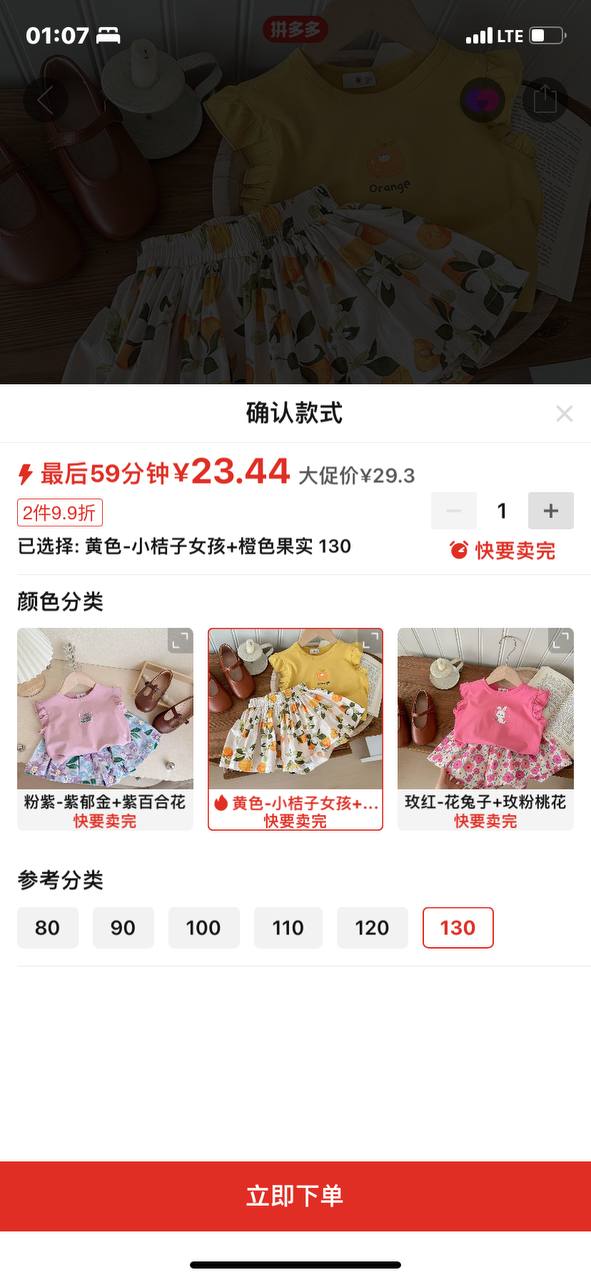 01:07
拼多多
LTE
Orange
确认款式
最后59分钟¥23.44 大促价¥29.3
2件9.9折
1
已选择: 黄色-小桔子女孩+橙色果实 130
快要卖完
颜色分类
粉紫-紫郁金+紫百合花
快要卖完
黄色-小桔子女孩+...
快要卖完
玫红-花兔子+玫粉桃花
快要卖完
参考分类
80
90
100
110
120
130
立即下单